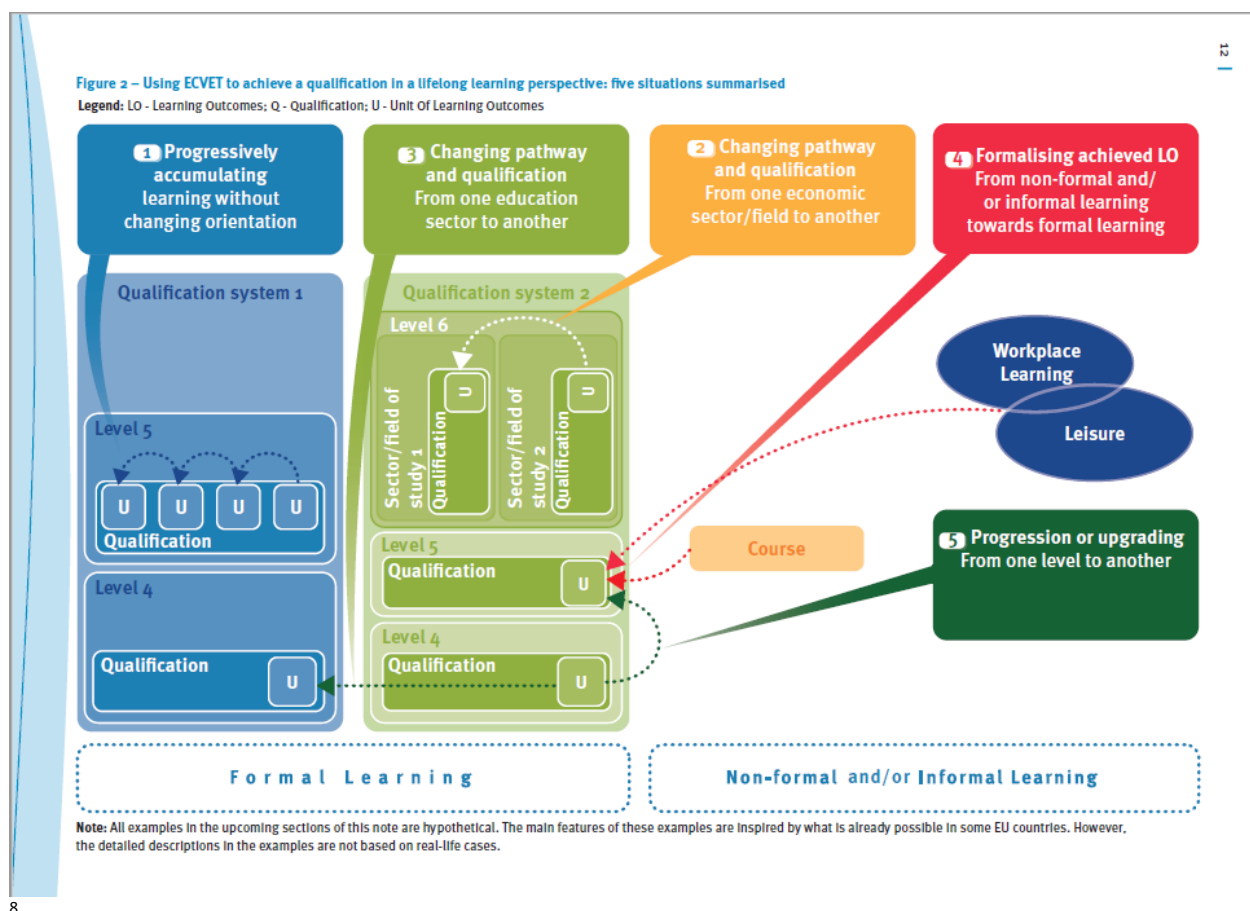 12
Figure 2 – Using ECVET to achieve a qualification in a lifelong learning perspective: five situations summarised
Legend: LO - Learning Outcomes; Q - Qualification; U - Unit Of Learning Outcomes
1 Progressively
accumulating
learning without
changing orientation
3 Changing pathway
and qualification
From one education
sector to another
2 Changing pathway
and qualification
From one economic
sector/field to another
4 Formalising achieved LO
From non-formal and/
or informal learning
towards formal learning
Qualification system 1
Level 5
U U U U
Qualification
Level 4
Qualification
U
Qualification system 2
Level 6
Sector/field of
study 1
Qualification
U
Sector/field of
study 2
Qualification
U
Level 5
Qualification
U
Level 4
Qualification
U
Workplace
Learning
Leisure
Course
5 Progression or upgrading
From one level to another
Formal Learning
Non-formal and/or Informal Learning
Note: All examples in the upcoming sections of this note are hypothetical. The main features of these examples are inspired by what is already possible in some EU countries. However,
the detailed descriptions in the examples are not based on real-life cases.
8